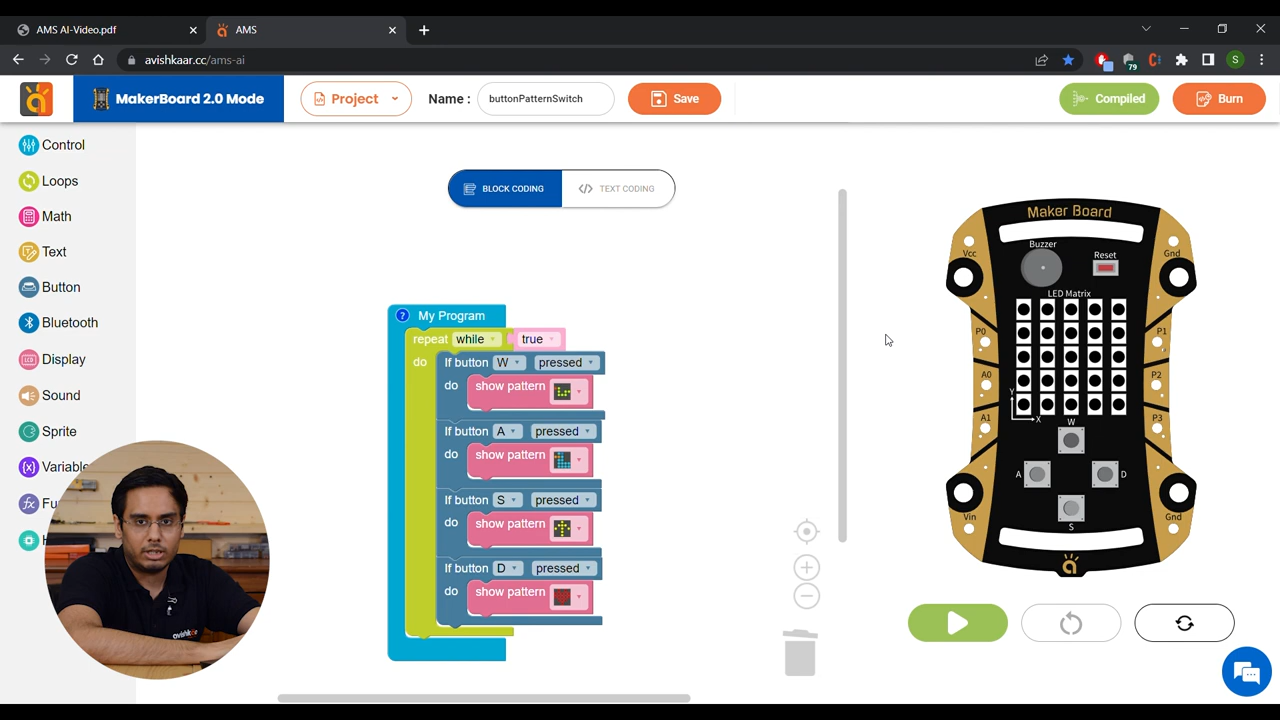 AMS AI-Video.pdf
AMS
avishkaar.cc/ams-ai
79
S
MakerBoard 2.0 Mode
Project
Name :
buttonPatternSwitch
Save
Compiled
Burn
Control
Loops
Math
Text
Button
Bluetooth
Display
Sound
Sprite
Variable
Fu
H
BLOCK CODING
TEXT CODING
? My Program
repeat while true
do If button W pressed
do show pattern
If button A pressed
do show pattern
If button S pressed
do show pattern
If button D pressed
do show pattern
Maker Board
Buzzer
Reset
Vcc
Gnd
LED Matrix
P0
P1
A0
P2
A1
P3
Y
X
W
A
D
S
Vin
Gnd
avishkaar